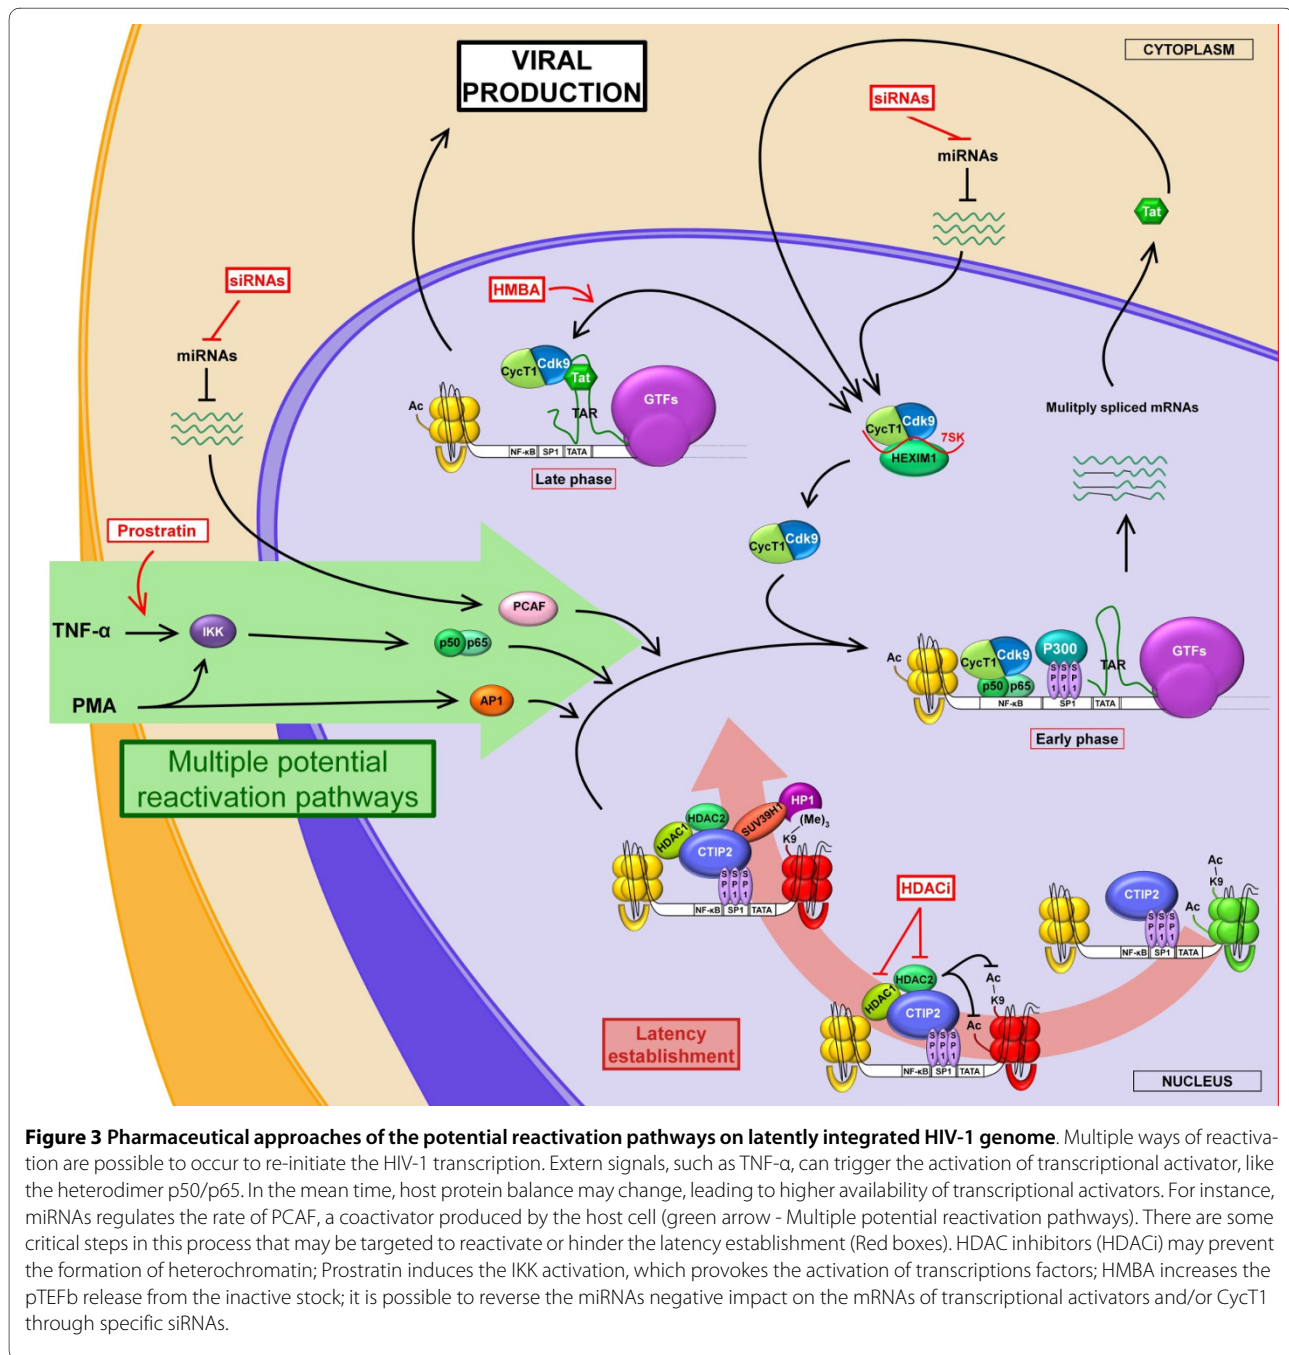 VIRAL
PRODUCTION
CYTOPLASM
siRNAs
miRNAs
Tat
siRNAs
miRNAs
HMBA
CycT1
Cdk9
Tat
TAR
GTFs
Ac
NF-κB
SP1
TATA
Late phase
CycT1
Cdk9
7SK
HEXIM1
Mulitply spliced mRNAs
CycT1
Cdk9
Prostratin
TNF-α
IKK
PMA
PCAF
p50
p65
AP1
Multiple potential
reactivation pathways
Ac
CycT1
Cdk9
p50
p65
P300
SP1
SP1
SP1
TAR
GTFs
NF-κB
SP1
TATA
Early phase
HDAC1
HDAC2
CTIP2
SUV39H1
HP1
(Me)3
K9
SP1
SP1
SP1
NF-κB
SP1
TATA
HDACi
HDAC1
HDAC2
CTIP2
Ac
K9
Ac
SP1
SP1
SP1
NF-κB
SP1
TATA
CTIP2
Ac
K9
Ac
SP1
SP1
SP1
NF-κB
SP1
TATA
Latency
establishment
NUCLEUS
Figure 3 Pharmaceutical approaches of the potential reactivation pathways on latently integrated HIV-1 genome. Multiple ways of reactiva-
tion are possible to occur to re-initiate the HIV-1 transcription. Extern signals, such as TNF-α, can trigger the activation of transcriptional activator, like
the heterodimer p50/p65. In the mean time, host protein balance may change, leading to higher availability of transcriptional activators. For instance,
miRNAs regulates the rate of PCAF, a coactivator produced by the host cell (green arrow - Multiple potential reactivation pathways). There are some
critical steps in this process that may be targeted to reactivate or hinder the latency establishment (Red boxes). HDAC inhibitors (HDACi) may prevent
the formation of heterochromatin; Prostratin induces the IKK activation, which provokes the activation of transcriptions factors; HMBA increases the
pTEFb release from the inactive stock; it is possible to reverse the miRNAs negative impact on the mRNAs of transcriptional activators and/or CycT1
through specific siRNAs.